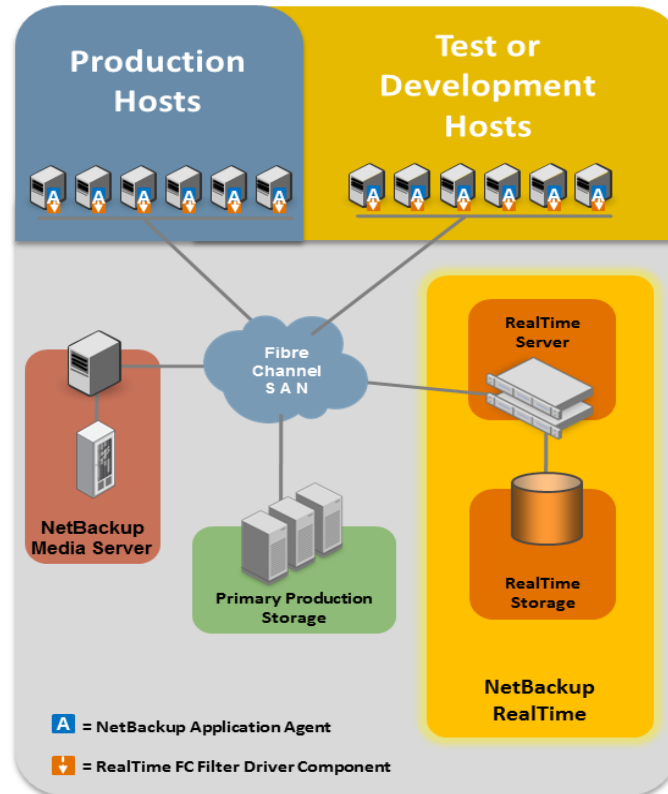 Production
Hosts
Test or
Development
Hosts
A A A A A A
A A A A A A
Fibre
Channel
S A N
RealTime
Server
NetBackup
Media Server
Primary Production
Storage
RealTime
Storage
NetBackup
RealTime
A = NetBackup Application Agent
= RealTime FC Filter Driver Component